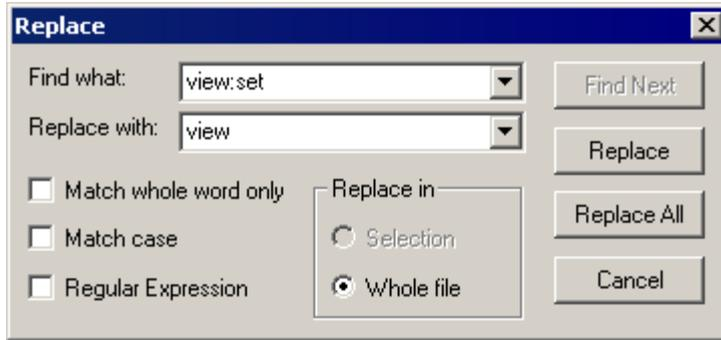 Replace
Find what: view:set Find Next
Replace with: view Replace
Match whole word only Replace in Replace All
Match case Selection
Regular Expression Whole file Cancel